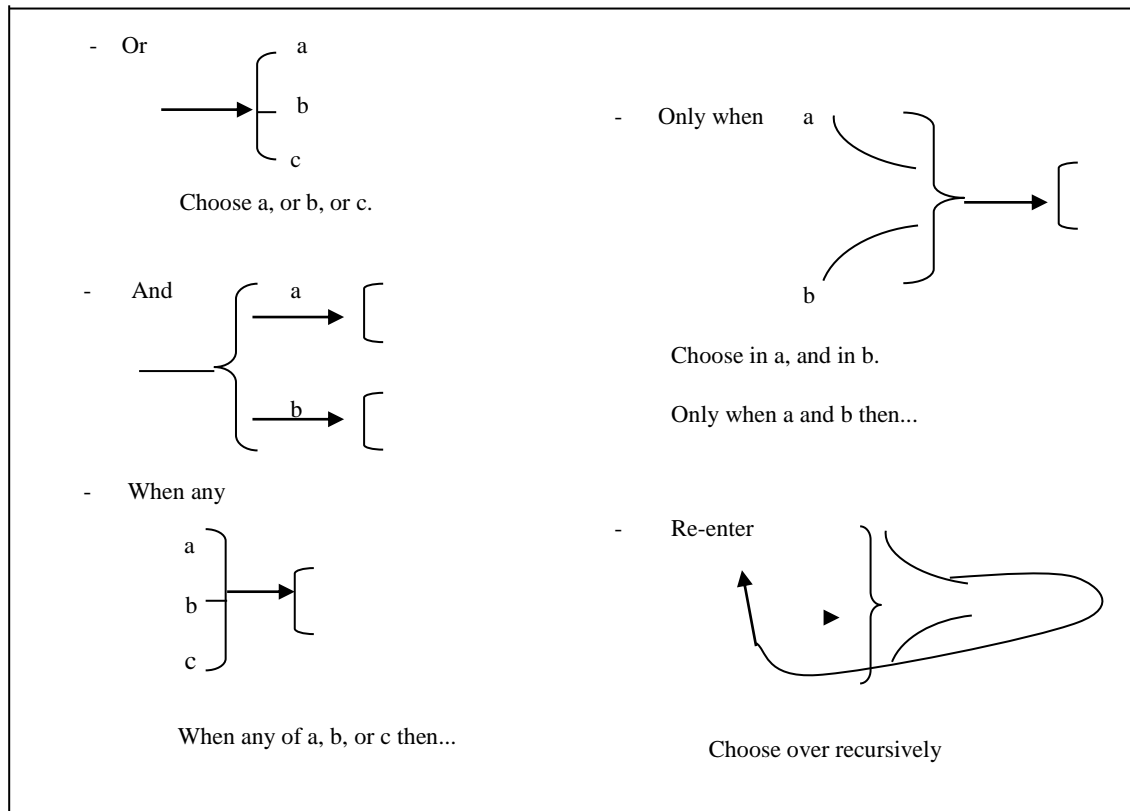 - Or
a
b
c
Choose a, or b, or c.
- And
a
b
- When any
a
b
c
When any of a, b, or c then...
- Only when a
b
Choose in a, and in b.
Only when a and b then...
- Re-enter
Choose over recursively